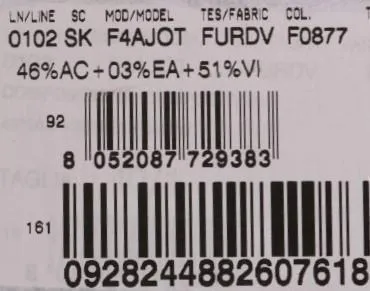 LN/LINE SC MOD/MODEL TES/FABRIC COL.
0102 SK F4AJOT FURDV F0877
46%AC+03%EA+51%VI
92
8 052087 729383
161
0928244882607618